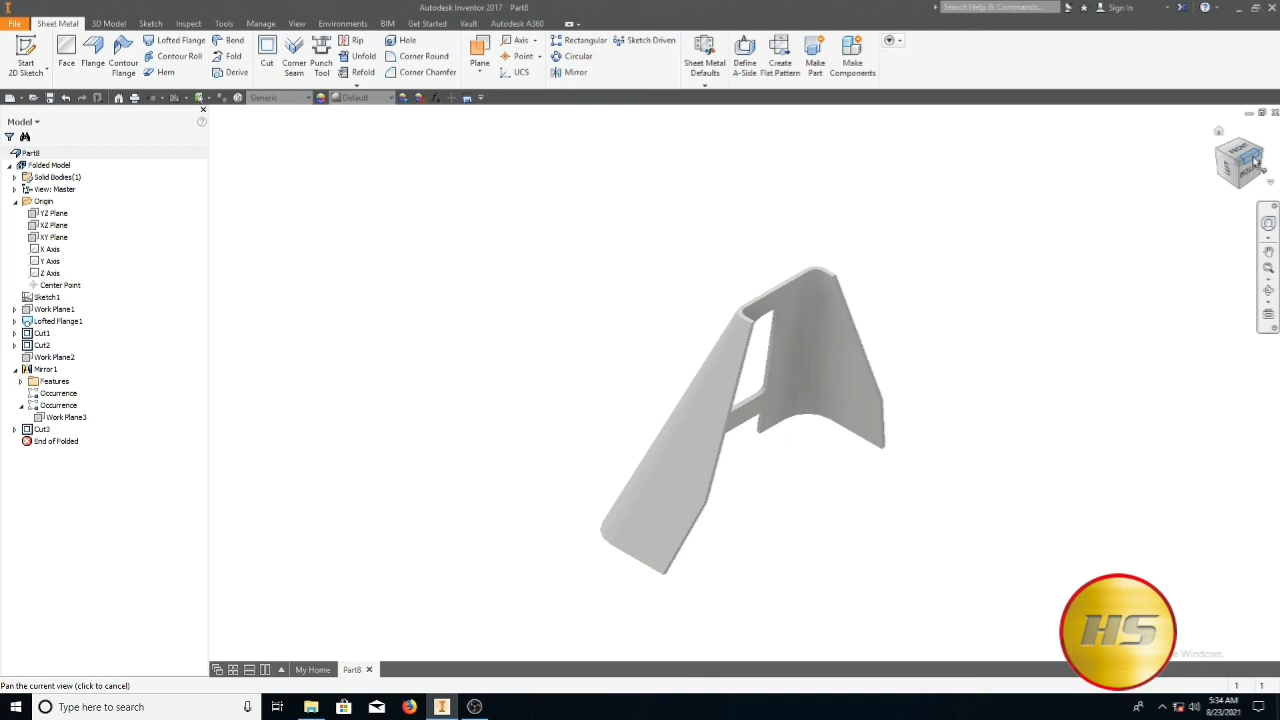 Autodesk Inventor 2017 Part8
Search Help & Commands...
Sign In
File Sheet Metal 3D Model Sketch Inspect Tools Manage View Environments BIM Get Started Vault Autodesk A360
Start
2D Sketch
Face
Flange
Contour
Flange
Lofted Flange
Contour Roll
Hem
Bend
Fold
Derive
Cut
Corner
Seam
Punch
Tool
Rip
Unfold
Refold
Hole
Corner Round
Corner Chamfer
Plane
Axis
Point
UCS
Rectangular
Circular
Mirror
Sketch Driven
Sheet Metal
Defaults
Define
A-Side
Create
Flat Pattern
Make
Part
Make
Components
Generic
Default
Model
Part8
Folded Model
Solid Bodies(1)
View: Master
Origin
YZ Plane
XZ Plane
XY Plane
X Axis
Y Axis
Z Axis
Center Point
Sketch1
Work Plane1
Lofted Flange1
Cut1
Cut2
Work Plane2
Mirror1
Features
Occurrence
Occurrence
Work Plane3
Cut3
End of Folded
FRONT
LEFT
HS
Windows.
My Home Part8
Pan the current view (click to cancel)
1 1
Type here to search
5:34 AM
8/23/2021